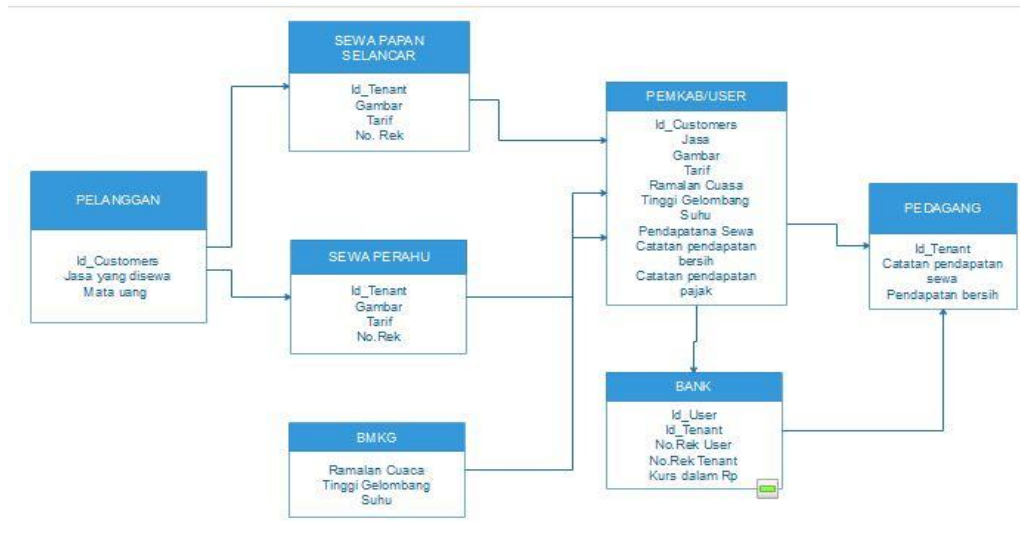 PELANGGAN
Id_Customers
Jasa yang disewa
Mata uang
SEWA PAPAN
SELANCAR
Id_Tenant
Gambar
Tarif
No. Rek
SEWA PERAHU
Id_Tenant
Gambar
Tarif
No.Rek
BMKG
Ramalan Cuaca
Tinggi Gelombang
Suhu
PEMKAB/USER
Id_Customers
Jasa
Gambar
Tarif
Ramalan Cuasa
Tinggi Gelombang
Suhu
Pendapatana Sewa
Catatan pendapatan
bersih
Catatan pendapatan
pajak
BANK
Id_User
Id_Tenant
No.Rek User
No.Rek Tenant
Kurs dalam Rp
PEDAGANG
Id_Tenant
Catatan pendapatan
sewa
Pendapatan bersih